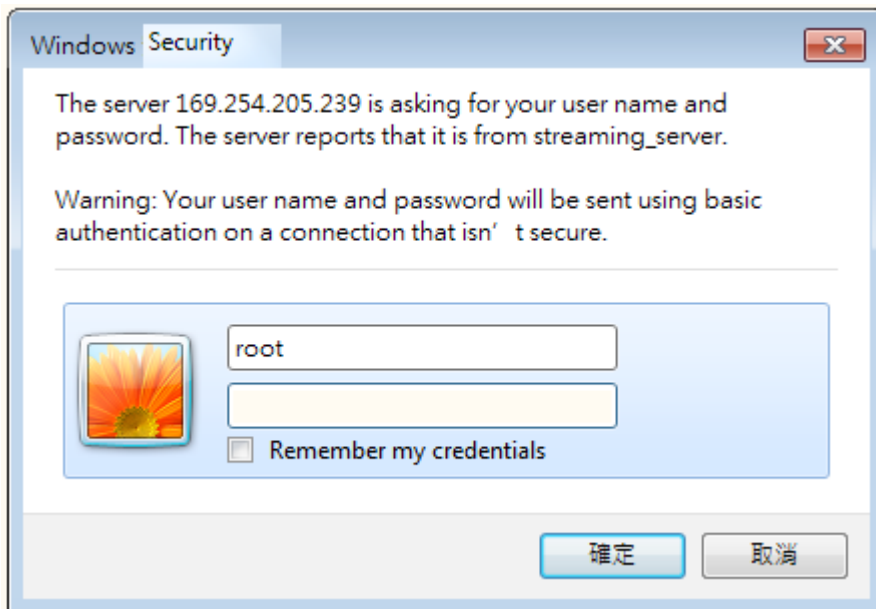 Windows Security
The server 169.254.205.239 is asking for your user name and
password. The server reports that it is from streaming_server.
Warning: Your user name and password will be sent using basic
authentication on a connection that isn’ t secure.
root
Remember my credentials
確定 取消